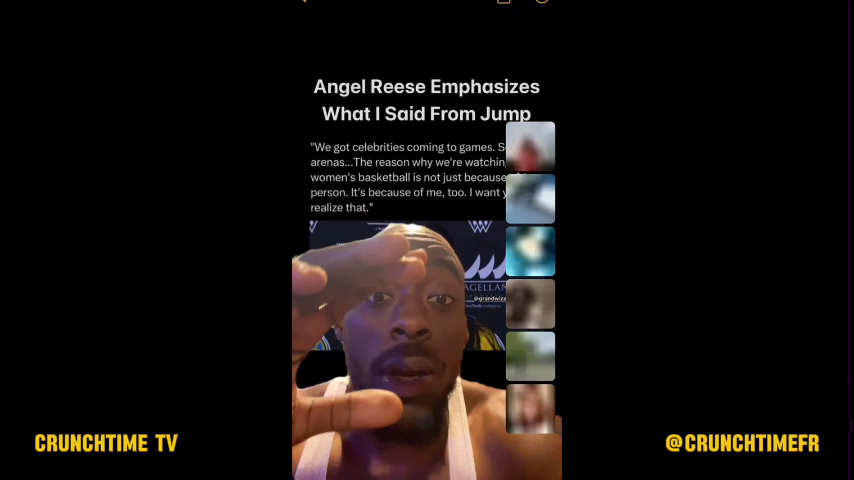 Angel Reese Emphasizes
What I Said From Jump
"We got celebrities coming to games. S
arenas...The reason why we're watchin
women's basketball is not just because
person. It's because of me, too. I want y
realize that."
AGELLAN
@grandwiza
CRUNCHTIME TV
@CRUNCHTIMEFR